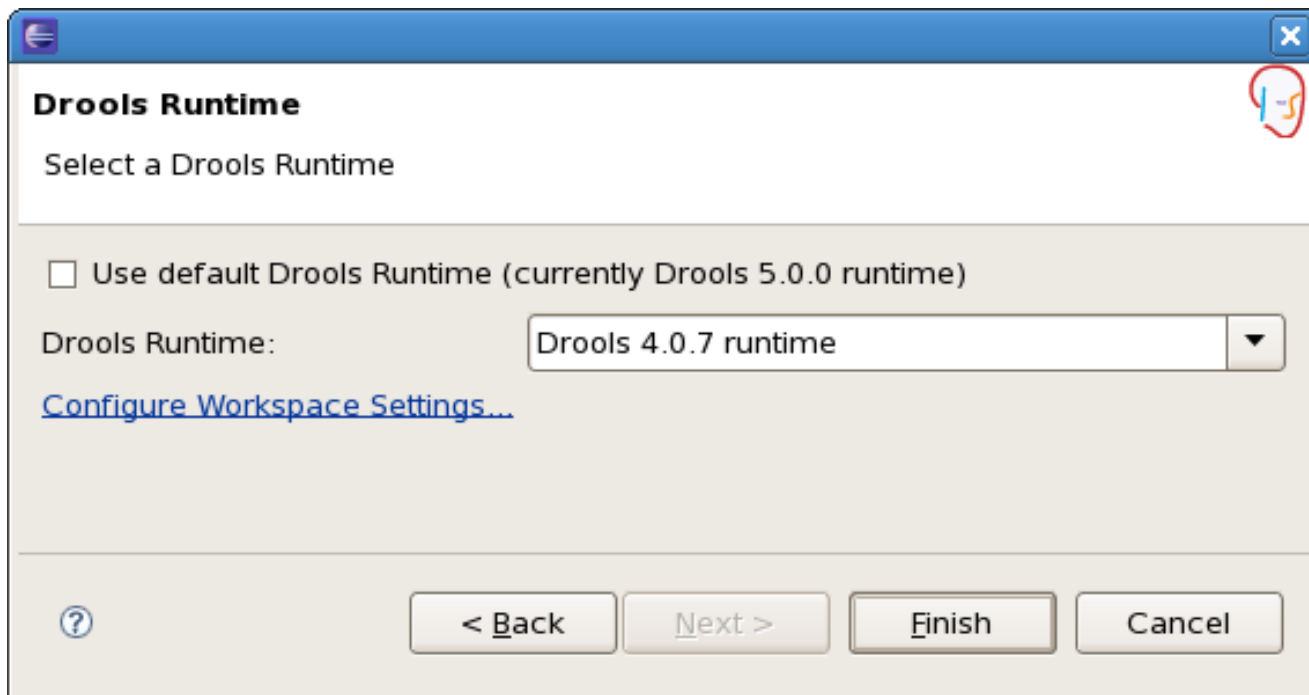 Drools Runtime
Select a Drools Runtime
Use default Drools Runtime (currently Drools 5.0.0 runtime)
Drools Runtime: Drools 4.0.7 runtime
Configure Workspace Settings...
? < Back Next > Finish Cancel